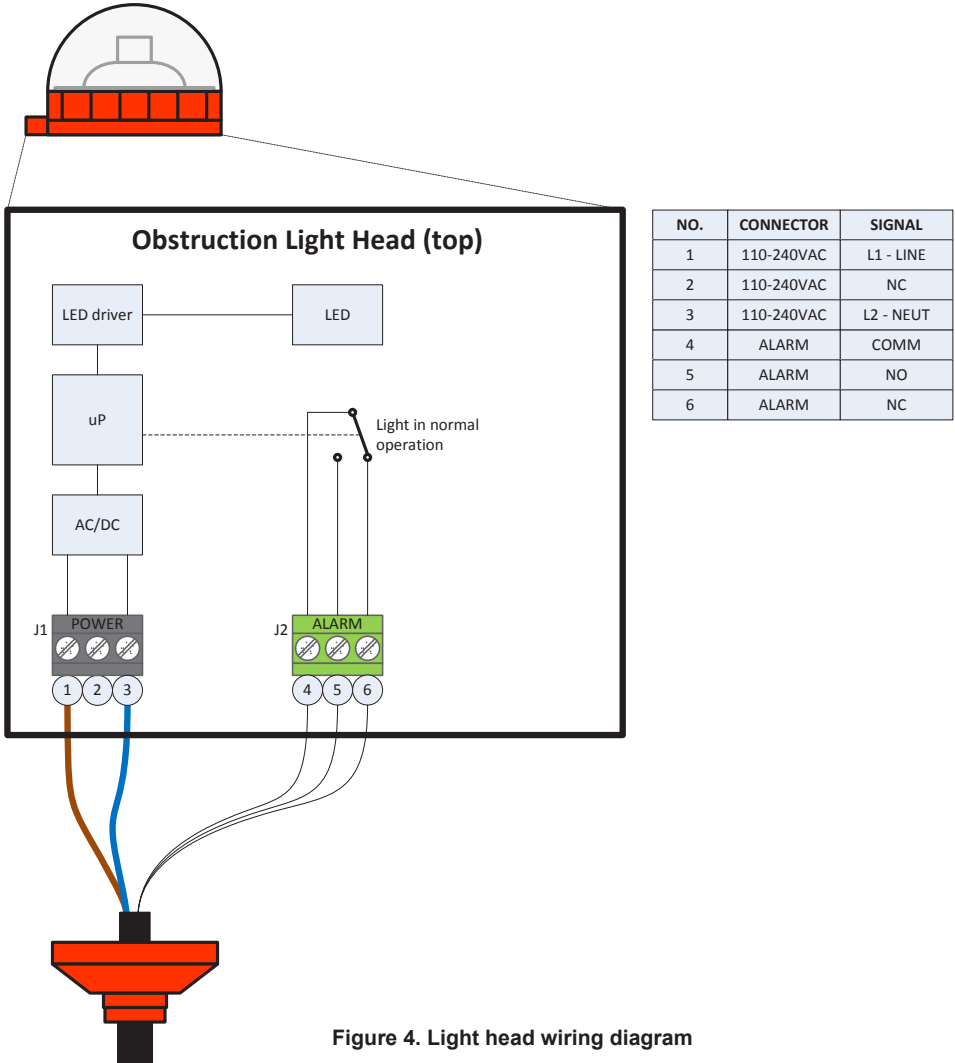 Obstruction Light Head (top)
LED driver
LED
uP
Light in normal
operation
AC/DC
J1
POWER
J2
ALARM
1 2 3
4 5 6
NO. CONNECTOR SIGNAL
1 110-240VAC L1 - LINE
2 110-240VAC NC
3 110-240VAC L2 - NEUT
4 ALARM COMM
5 ALARM NO
6 ALARM NC
Figure 4. Light head wiring diagram